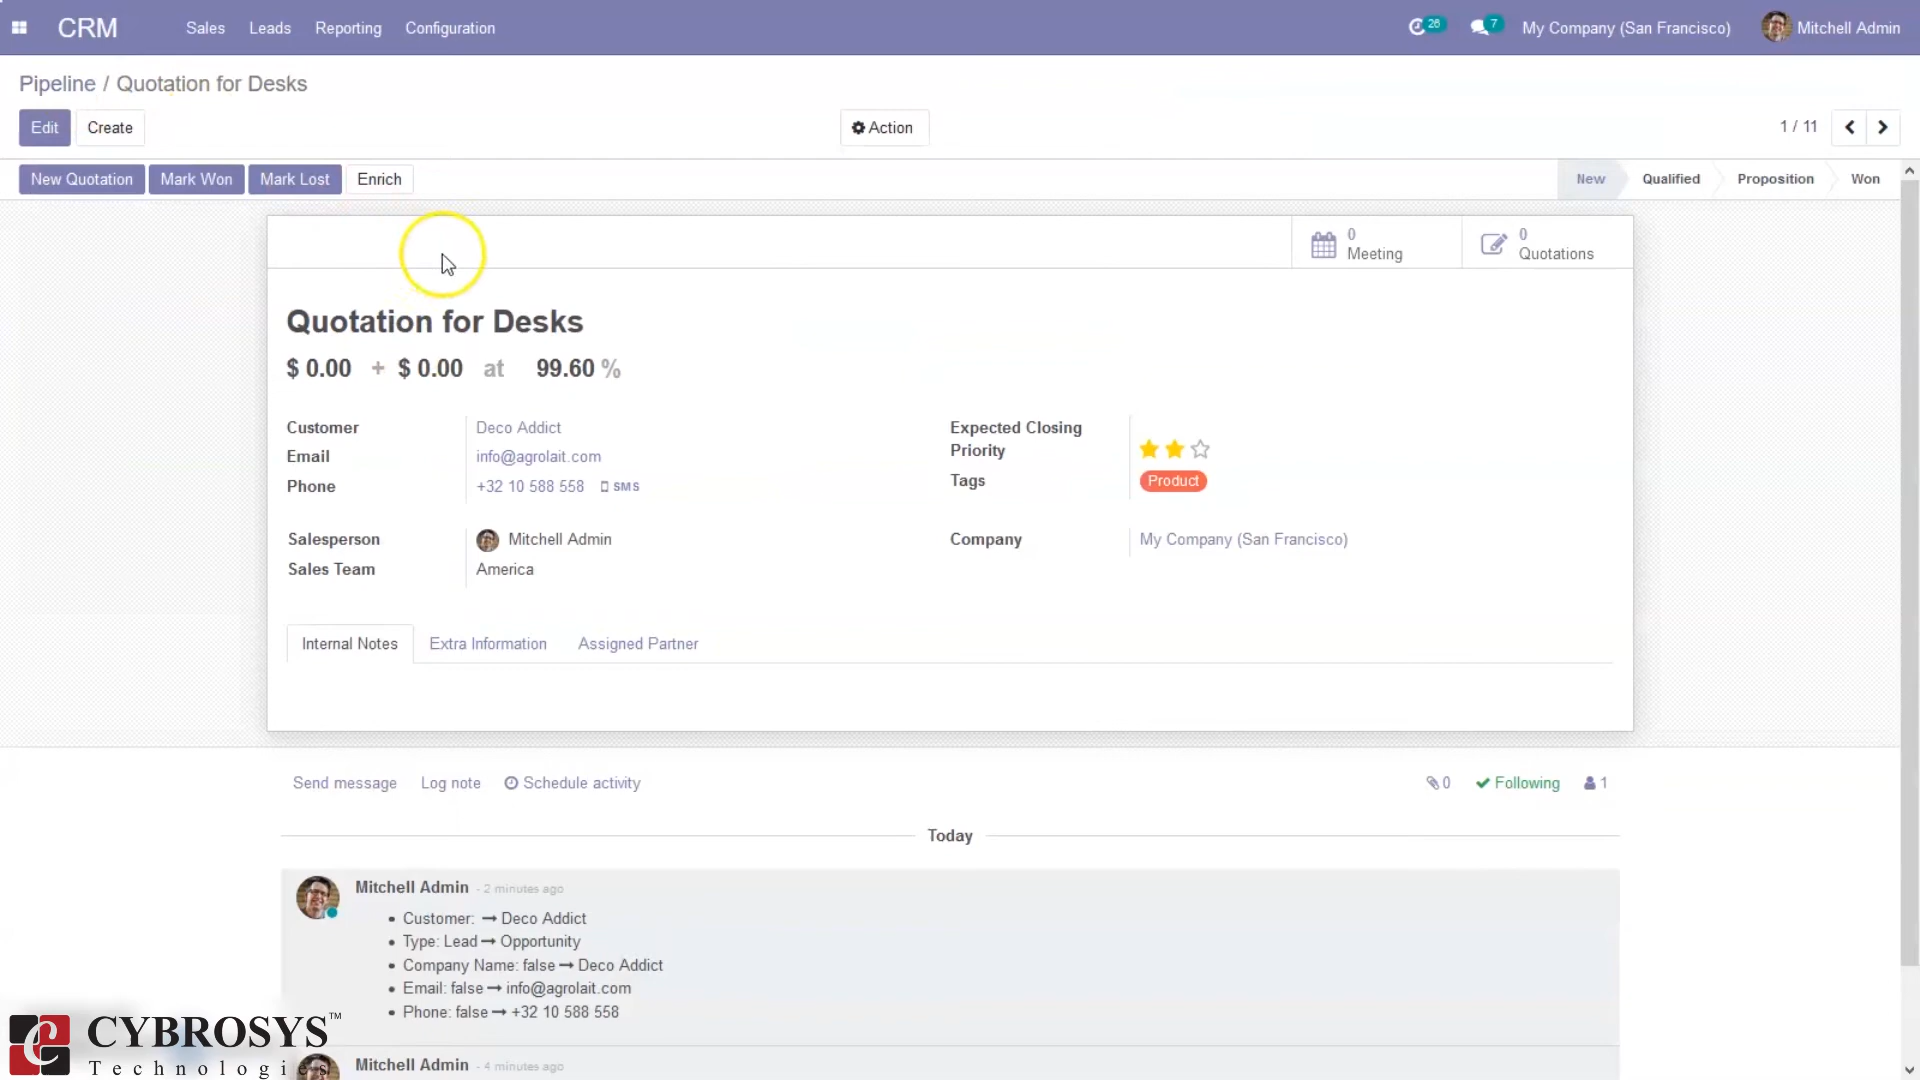 CRM Sales Leads Reporting Configuration 26 7 My Company (San Francisco) Mitchell Admin
Pipeline / Quotation for Desks
Edit Create Action 1 / 11
New Quotation Mark Won Mark Lost Enrich New Qualified Proposition Won
0 Meeting 0 Quotations
Quotation for Desks
$ 0.00 + $ 0.00 at 99.60 %
Customer Deco Addict Expected Closing
Email info@agrolait.com Priority
Phone +32 10 588 558 SMS Tags Product
Salesperson Mitchell Admin Company My Company (San Francisco)
Sales Team America
Internal Notes Extra Information Assigned Partner
Send message Log note Schedule activity 0 Following 1
Today
Mitchell Admin - 2 minutes ago
• Customer: → Deco Addict
• Type: Lead → Opportunity
• Company Name: false → Deco Addict
• Email: false → info@agrolait.com
• Phone: false → +32 10 588 558
CYBROSYS™
Technologies
Mitchell Admin - 4 minutes ago